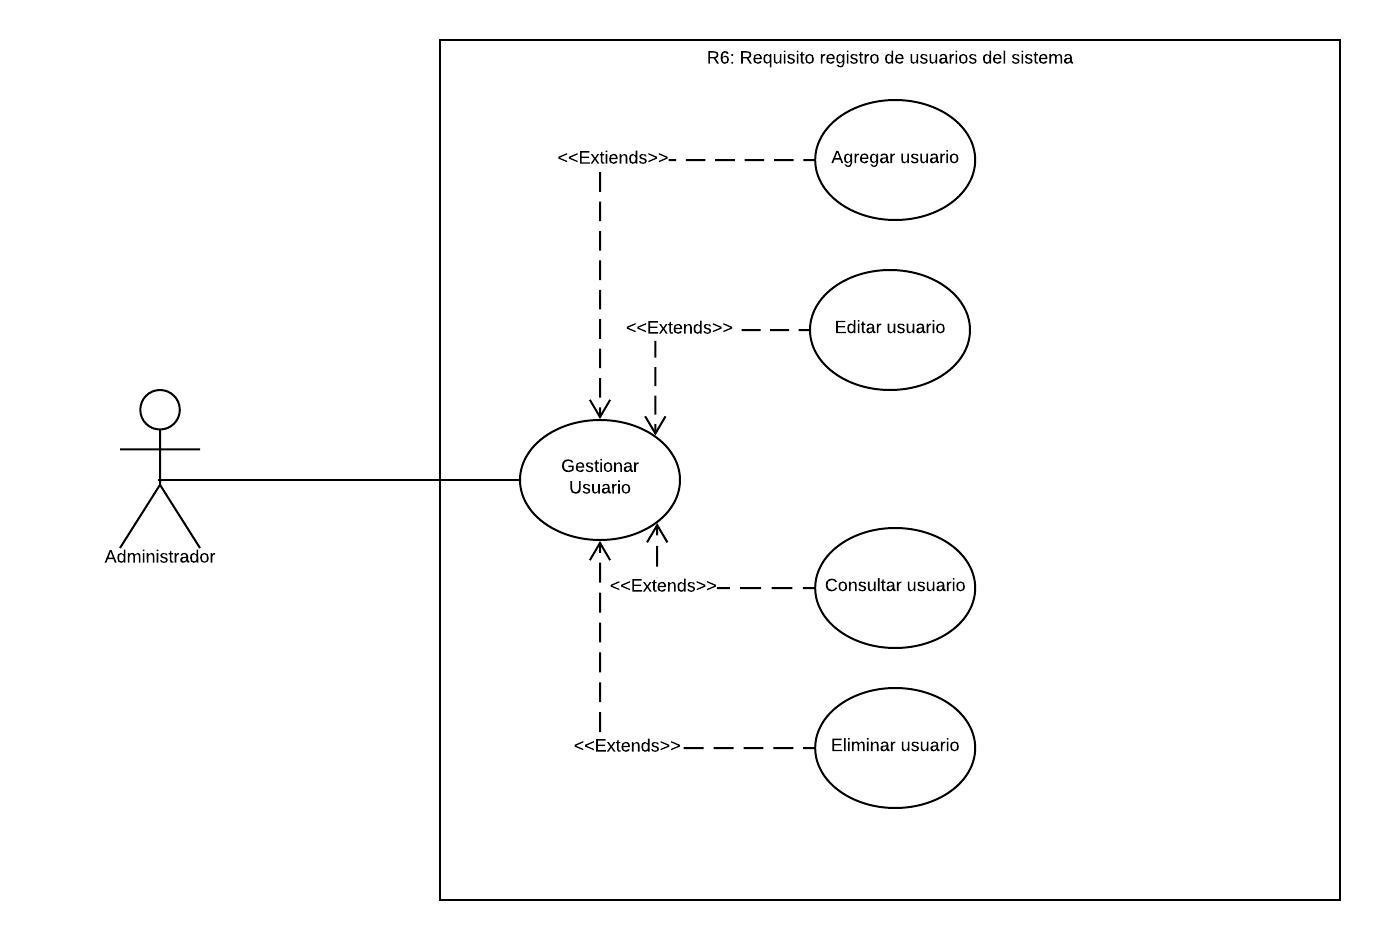 R6: Requisito registro de usuarios del sistema
<<Extiends>>
Agregar usuario
<<Extends>>
Editar usuario
Gestionar
Usuario
Administrador
<<Extends>>
Consultar usuario
<<Extends>>
Eliminar usuario